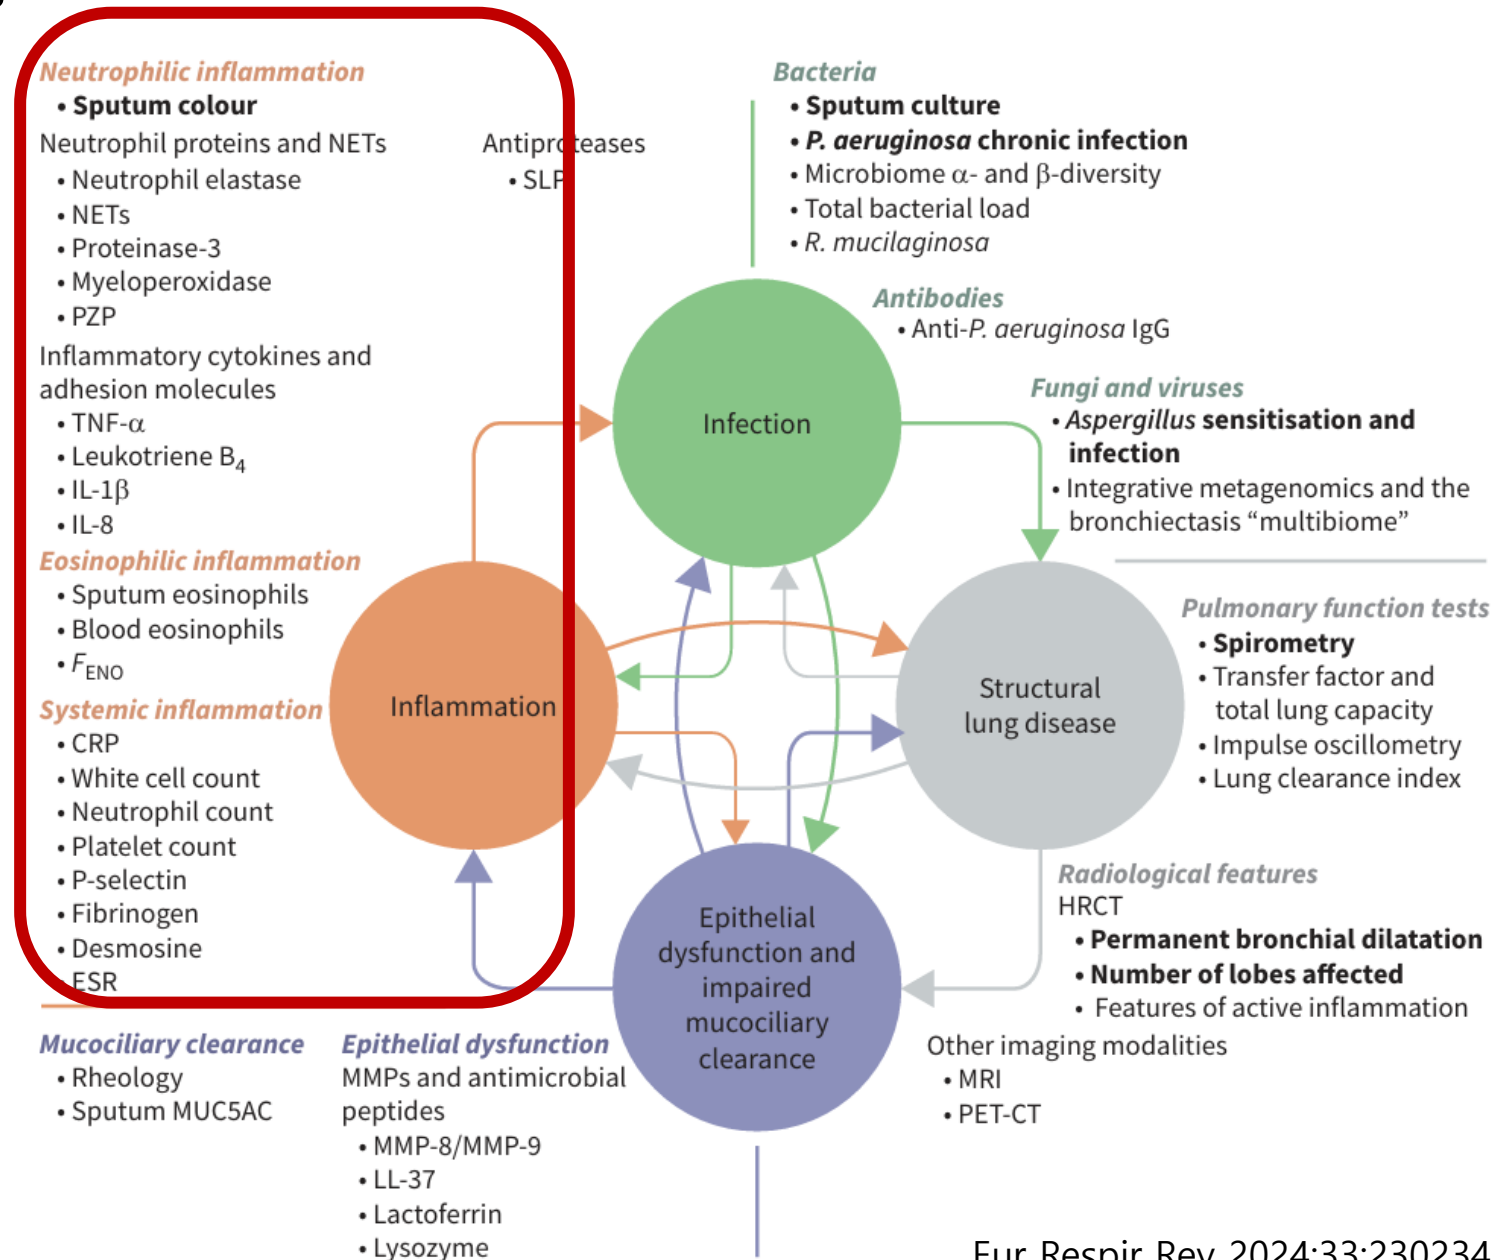 Neutrophilic inflammation
• Sputum colour
Neutrophil proteins and NETs
• Neutrophil elastase
• NETs
• Proteinase-3
• Myeloperoxidase
• PZP
Antiproteases
• SLP
Inflammatory cytokines and
adhesion molecules
• TNF-α
• Leukotriene B₄
• IL-1β
• IL-8
Eosinophilic inflammation
• Sputum eosinophils
• Blood eosinophils
• FENO
Systemic inflammation
• CRP
• White cell count
• Neutrophil count
• Platelet count
• P-selectin
• Fibrinogen
• Desmosine
ESR
Bacteria
• Sputum culture
• P. aeruginosa chronic infection
• Microbiome α- and β-diversity
• Total bacterial load
• R. mucilaginosa
Antibodies
• Anti-P. aeruginosa IgG
Fungi and viruses
• Aspergillus sensitisation and
infection
• Integrative metagenomics and the
bronchiectasis “multibiome”
Infection
Inflammation
Structural
lung disease
Epithelial
dysfunction and
impaired
mucociliary
clearance
Pulmonary function tests
• Spirometry
• Transfer factor and
total lung capacity
• Impulse oscillometry
• Lung clearance index
Radiological features
HRCT
• Permanent bronchial dilatation
• Number of lobes affected
• Features of active inflammation
Other imaging modalities
• MRI
• PET-CT
Mucociliary clearance
• Rheology
• Sputum MUC5AC
Epithelial dysfunction
MMPs and antimicrobial
peptides
• MMP-8/MMP-9
• LL-37
• Lactoferrin
• Lysozyme
Eur Respir Rev 2024;33:230234